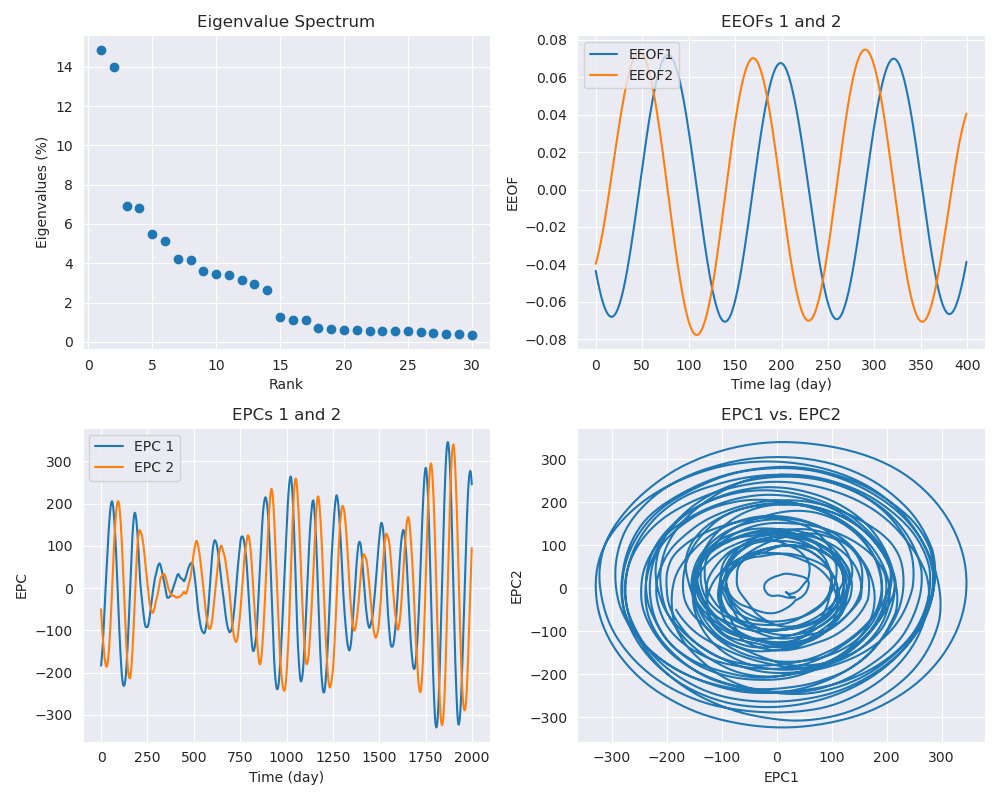 Eigenvalue Spectrum
14
12
10
8
6
4
2
0
Eigenvalues (%)
0 5 10 15 20 25 30
Rank
EEOFs 1 and 2
EEOF1
EEOF2
0.08
0.06
0.04
0.02
0.00
−0.02
−0.04
−0.06
−0.08
EEOF
0 50 100 150 200 250 300 350 400
Time lag (day)
EPCs 1 and 2
EPC 1
EPC 2
300
200
100
0
−100
−200
−300
EPC
0 250 500 750 1000 1250 1500 1750 2000
Time (day)
EPC1 vs. EPC2
300
200
100
0
−100
−200
−300
EPC2
−300 −200 −100 0 100 200 300
EPC1